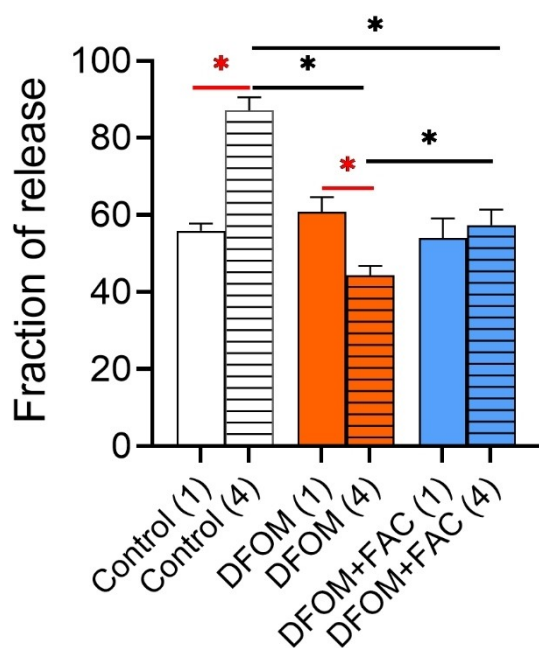 Fraction of release
100
80
60
40
20
0
*
*
*
*
*
Control (1)
Control (4)
DFOM (1)
DFOM (4)
DFOM+FAC (1)
DFOM+FAC (4)